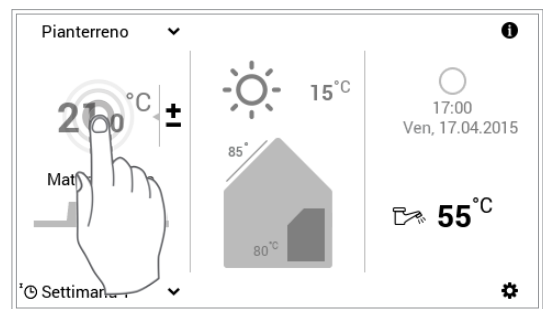 Pianterreno
°C
±
15°C
17:00
Ven, 17.04.2015
85°
55°C
80°C
Settimana